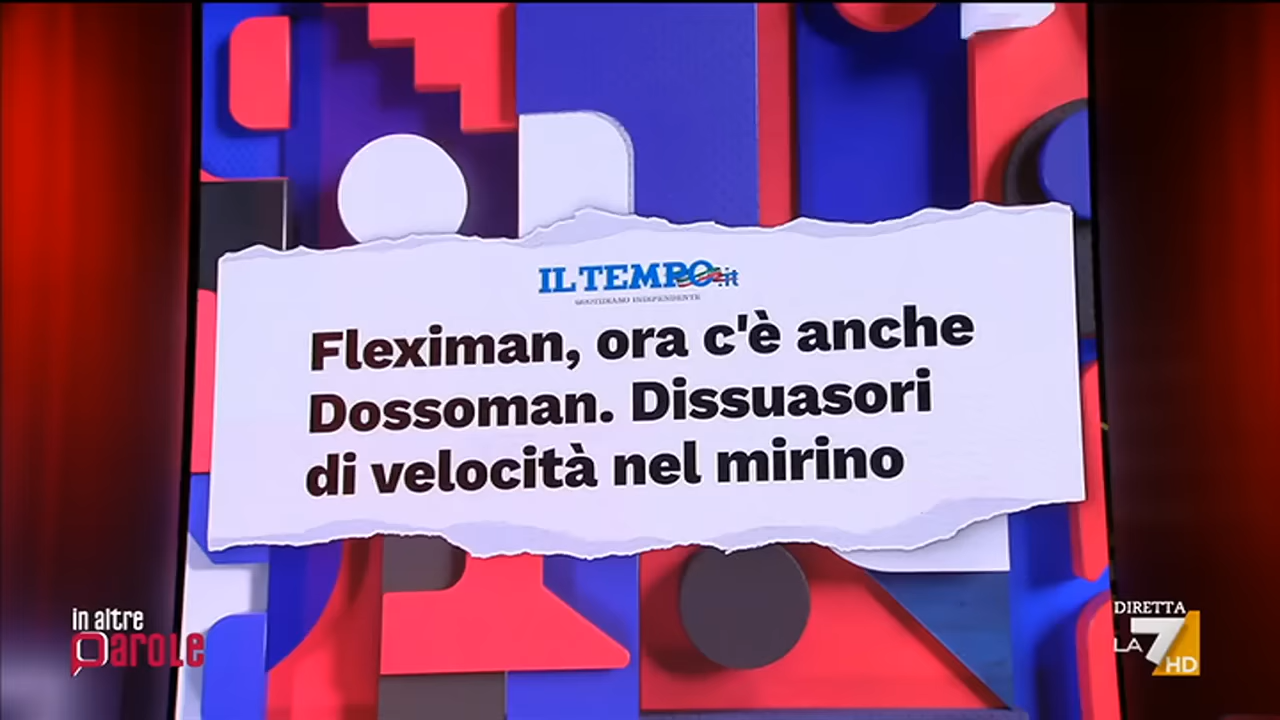 IL TEMPO.it
QUOTIDIANO INDIPENDENTE
Fleximan, ora c'è anche
Dossoman. Dissuasori
di velocità nel mirino
in altre
parole
DIRETTA
LA7
HD